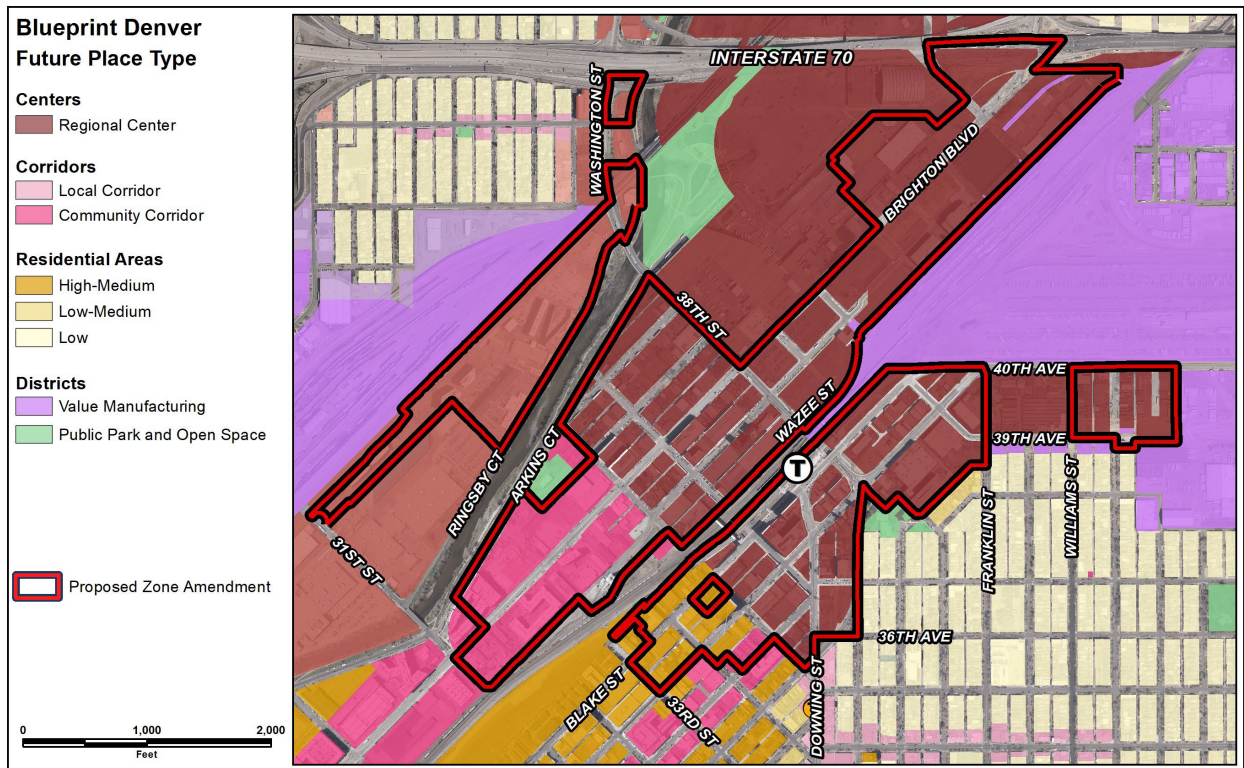 Blueprint Denver
Future Place Type
Centers
Regional Center
Corridors
Local Corridor
Community Corridor
Residential Areas
High-Medium
Low-Medium
Low
Districts
Value Manufacturing
Public Park and Open Space
Proposed Zone Amendment
0 1,000 2,000
Feet
INTERSTATE 70
WASHINGTON ST
BRIGHTON BLVD
38TH ST
40TH AVE
WAZEE ST
39TH AVE
T
ARKINS CT
RINGSBY CT
WILLIAMS ST
FRANKLIN ST
31ST ST
36TH AVE
BLAKE ST
33RD ST
DOWNING ST